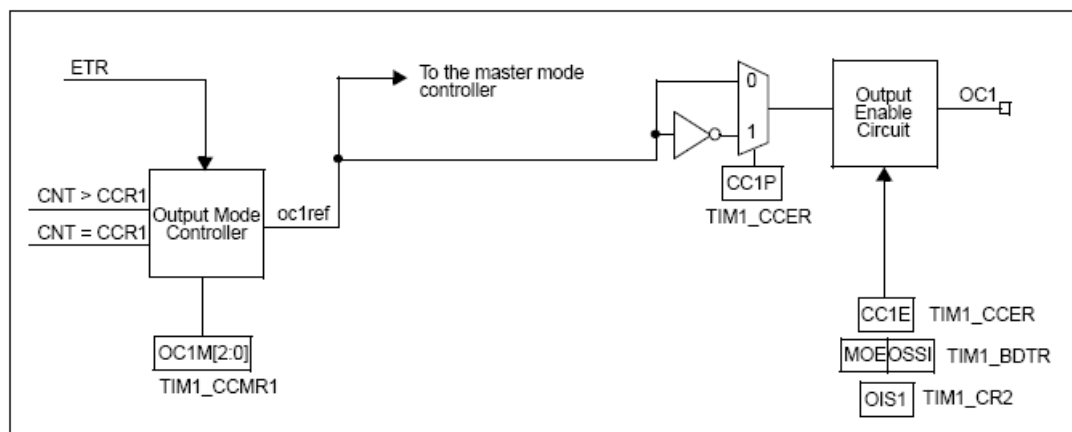 ETR
To the master mode
controller
0
1
Output
Enable
Circuit
OC1
CC1P
TIM1_CCER
CNT > CCR1
CNT = CCR1
Output Mode
Controller
oc1ref
OC1M[2:0]
TIM1_CCMR1
CC1E TIM1_CCER
MOE OSSI TIM1_BDTR
OIS1 TIM1_CR2